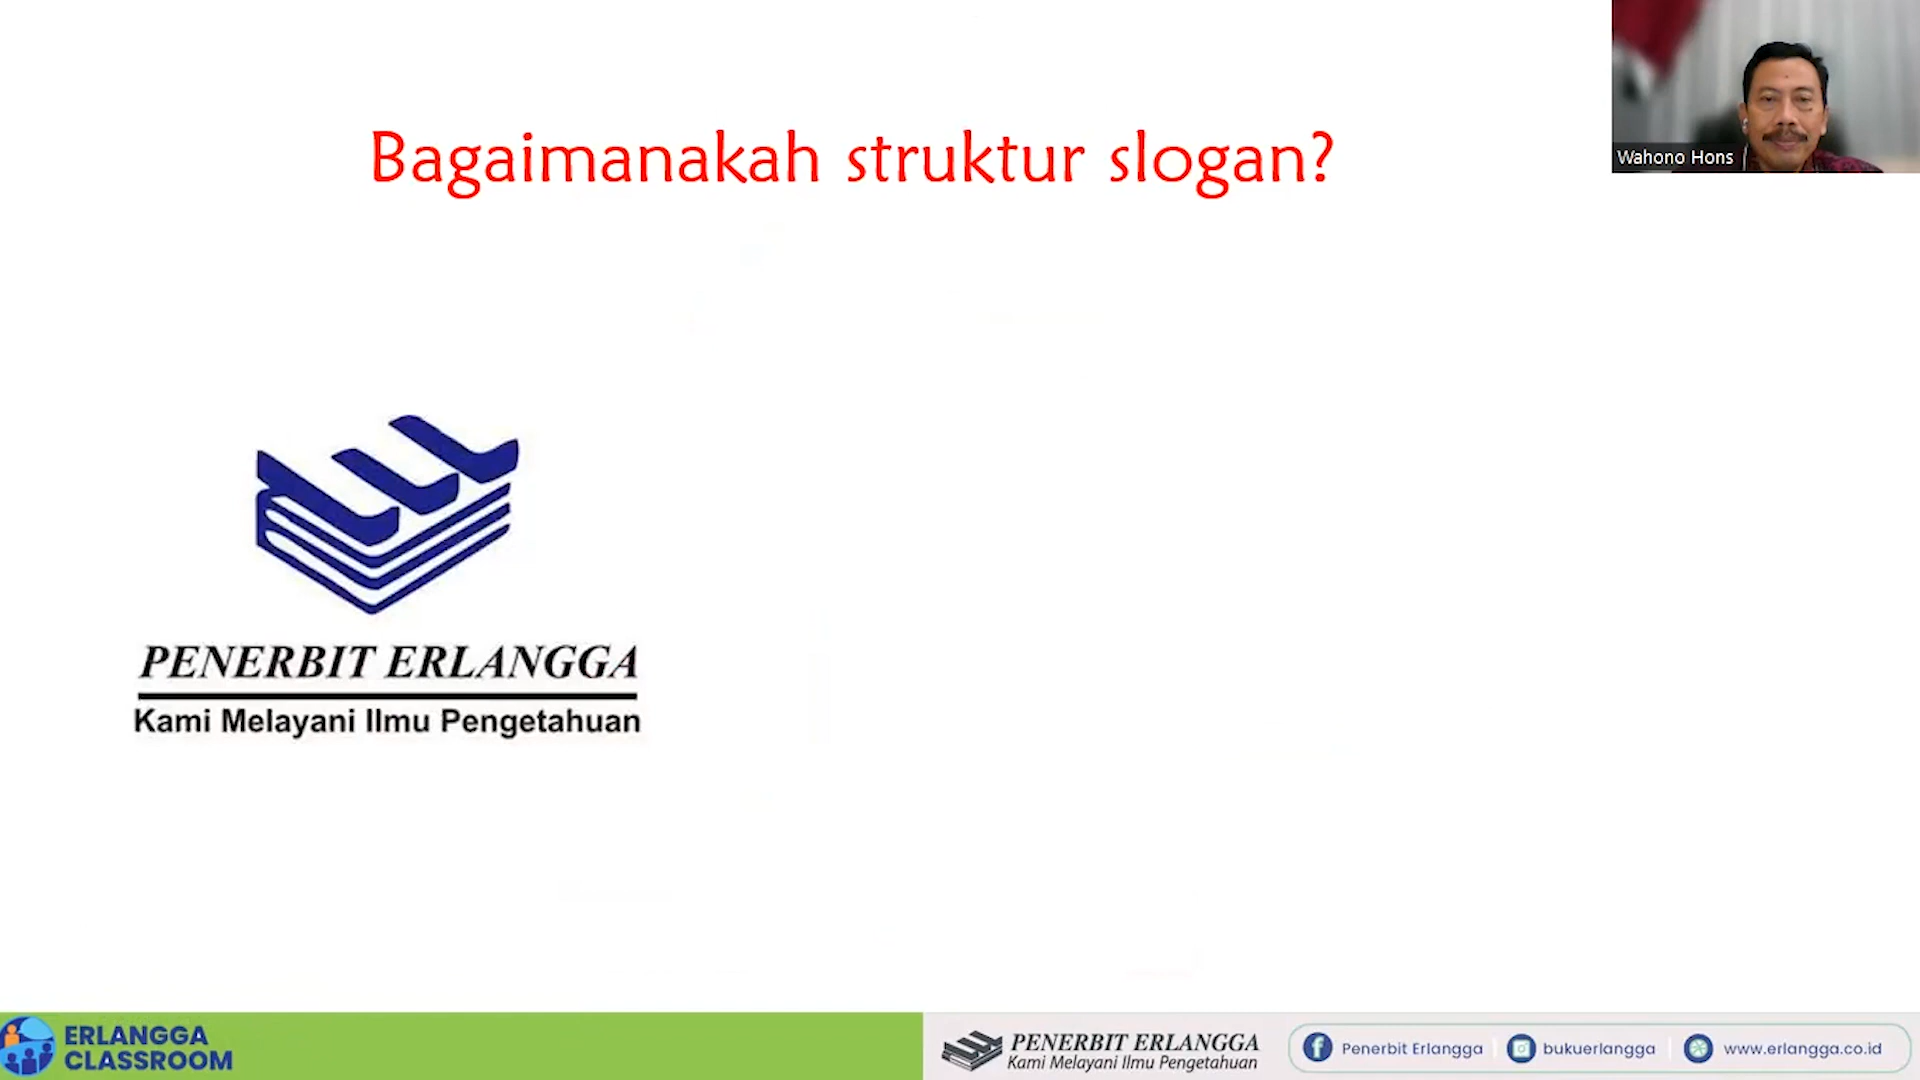 Bagaimanakah struktur slogan?
Wahono Hons
PENERBIT ERLANGGA
Kami Melayani Ilmu Pengetahuan
ERLANGGA
CLASSROOM
PENERBIT ERLANGGA
Kami Melayani Ilmu Pengetahuan
Penerbit Erlangga
bukuerlangga
www.erlangga.co.id